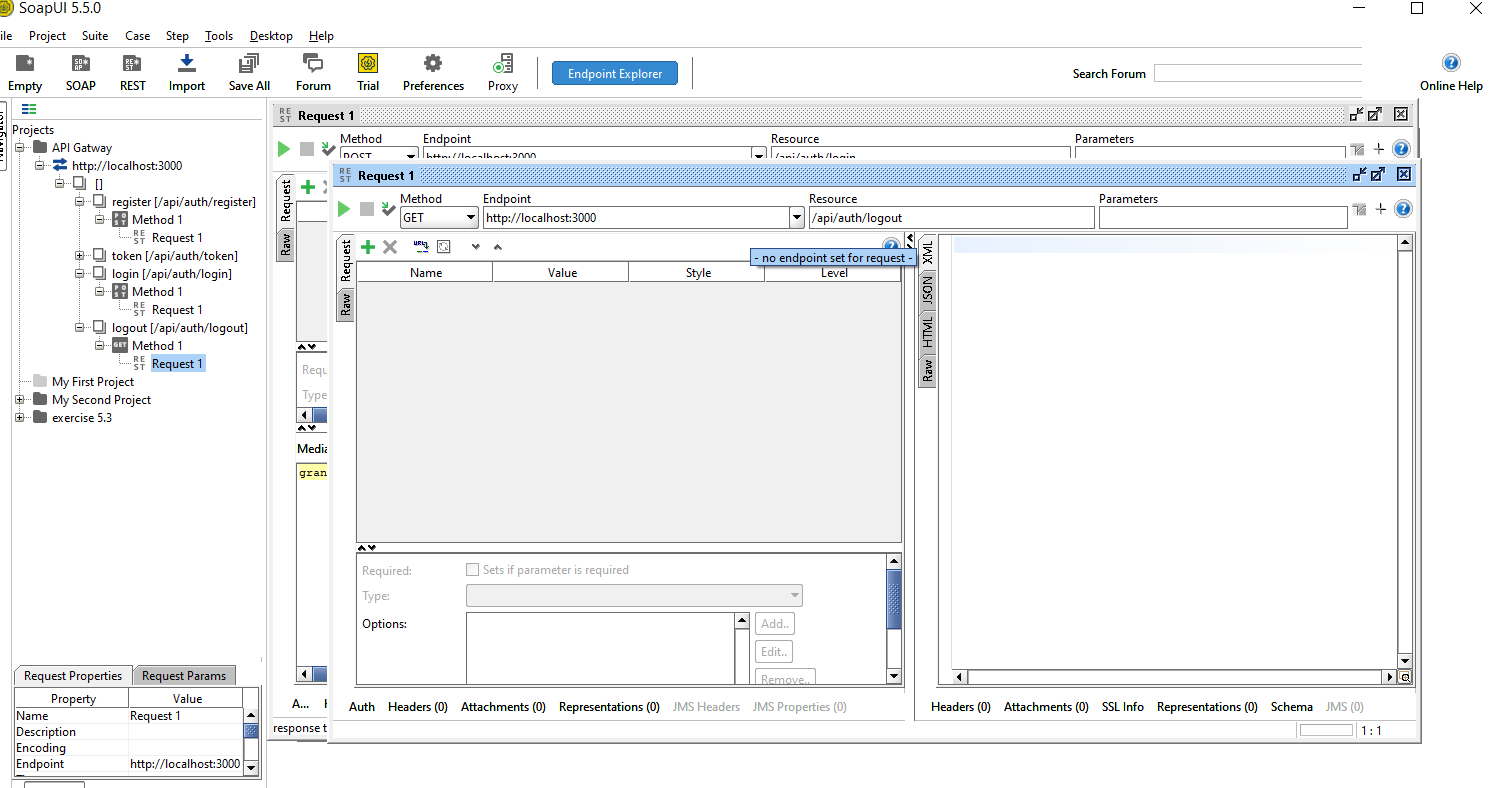 SoapUI 5.5.0
ile Project Suite Case Step Tools Desktop Help
Empty SOAP REST Import Save All Forum Trial Preferences Proxy Endpoint Explorer Search Forum Online Help
Projects
API Gatway
http://localhost:3000
[]
register [/api/auth/register]
Method 1
Request 1
token [/api/auth/token]
login [/api/auth/login]
Method 1
Request 1
logout [/api/auth/logout]
Method 1
Request 1
My First Project
My Second Project
exercise 5.3
Request Properties Request Params
Property Value
Name Request 1
Description
Encoding
Endpoint http://localhost:3000
Request 1
Method Endpoint Resource Parameters
POST http://localhost:3000 /api/auth/login
Request
Raw
Requ
Type
Media
gran
A...
response t
Request 1
Method Endpoint Resource Parameters
GET http://localhost:3000 /api/auth/logout
Request
Raw
- no endpoint set for request -
Name Value Style Level
Required: Sets if parameter is required
Type:
Options:
Add..
Edit..
Remove..
Auth Headers (0) Attachments (0) Representations (0) JMS Headers JMS Properties (0)
XML
JSON
HTML
Raw
Headers (0) Attachments (0) SSL Info Representations (0) Schema JMS (0)
1 : 1